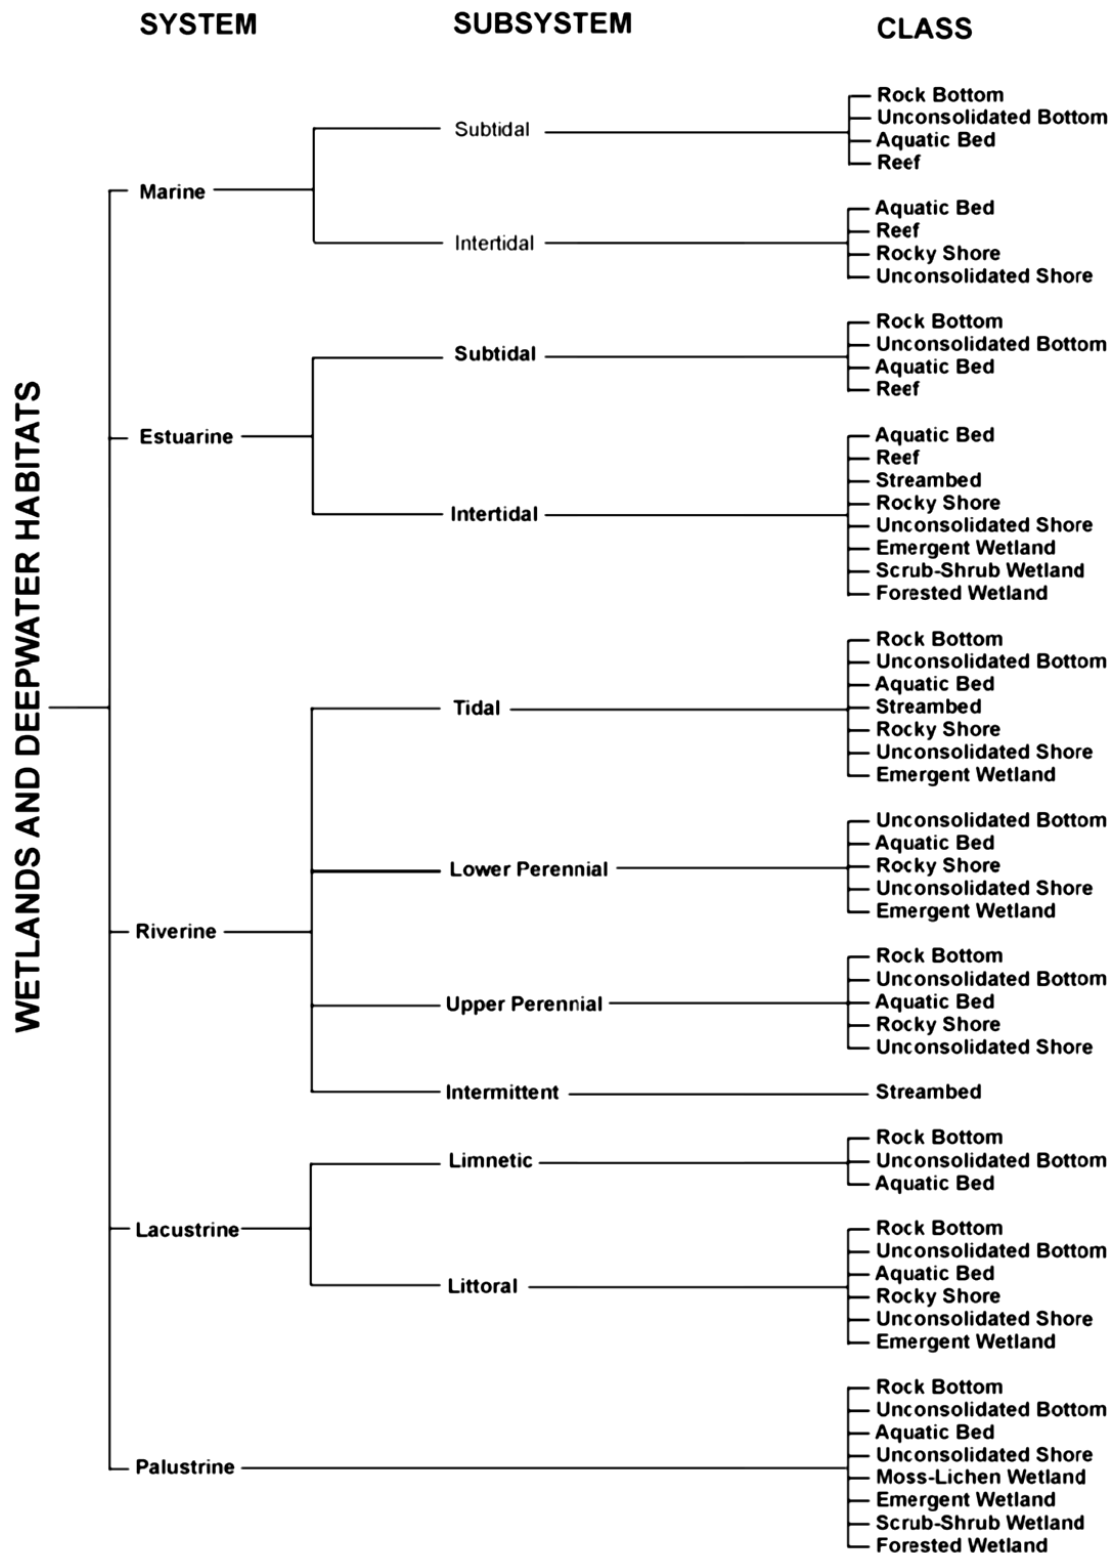 SYSTEM SUBSYSTEM CLASS
WETLANDS AND DEEPWATER HABITATS
Marine
Subtidal
Rock Bottom
Unconsolidated Bottom
Aquatic Bed
Reef
Intertidal
Aquatic Bed
Reef
Rocky Shore
Unconsolidated Shore
Estuarine
Subtidal
Rock Bottom
Unconsolidated Bottom
Aquatic Bed
Reef
Intertidal
Aquatic Bed
Reef
Streambed
Rocky Shore
Unconsolidated Shore
Emergent Wetland
Scrub-Shrub Wetland
Forested Wetland
Riverine
Tidal
Rock Bottom
Unconsolidated Bottom
Aquatic Bed
Streambed
Rocky Shore
Unconsolidated Shore
Emergent Wetland
Lower Perennial
Unconsolidated Bottom
Aquatic Bed
Rocky Shore
Unconsolidated Shore
Emergent Wetland
Upper Perennial
Rock Bottom
Unconsolidated Bottom
Aquatic Bed
Rocky Shore
Unconsolidated Shore
Intermittent
Streambed
Lacustrine
Limnetic
Rock Bottom
Unconsolidated Bottom
Aquatic Bed
Littoral
Rock Bottom
Unconsolidated Bottom
Aquatic Bed
Rocky Shore
Unconsolidated Shore
Emergent Wetland
Palustrine
Rock Bottom
Unconsolidated Bottom
Aquatic Bed
Unconsolidated Shore
Moss-Lichen Wetland
Emergent Wetland
Scrub-Shrub Wetland
Forested Wetland